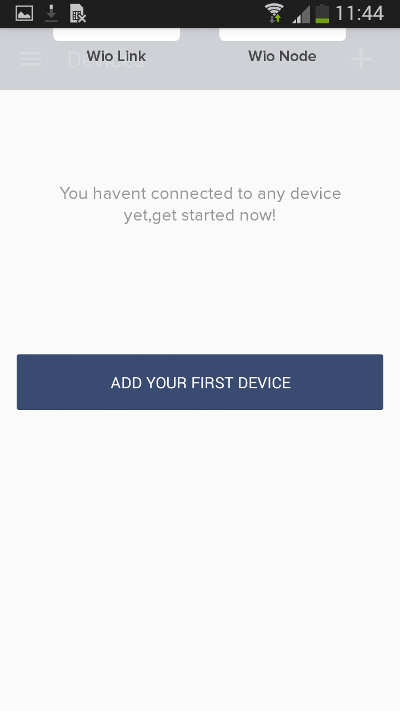 11:44
Devices
Wio Link Wio Node
You havent connected to any device
yet,get started now!
ADD YOUR FIRST DEVICE